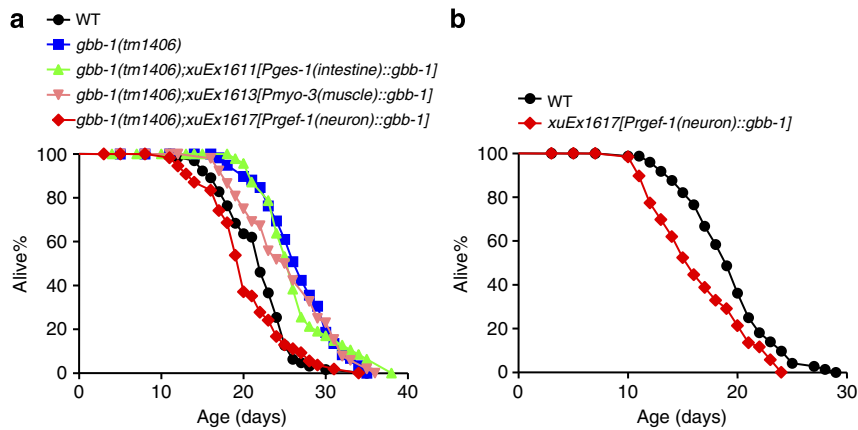 a
WT
gbb-1(tm1406)
gbb-1(tm1406);xuEx1611[Pges-1(intestine)::gbb-1]
gbb-1(tm1406);xuEx1613[Pmyo-3(muscle)::gbb-1]
gbb-1(tm1406);xuEx1617[Prgef-1(neuron)::gbb-1]
100
80
60
40
20
0
Alive%
0 10 20 30 40
Age (days)
b
WT
xuEx1617[Prgef-1(neuron)::gbb-1]
100
80
60
40
20
0
Alive%
0 10 20 30
Age (days)